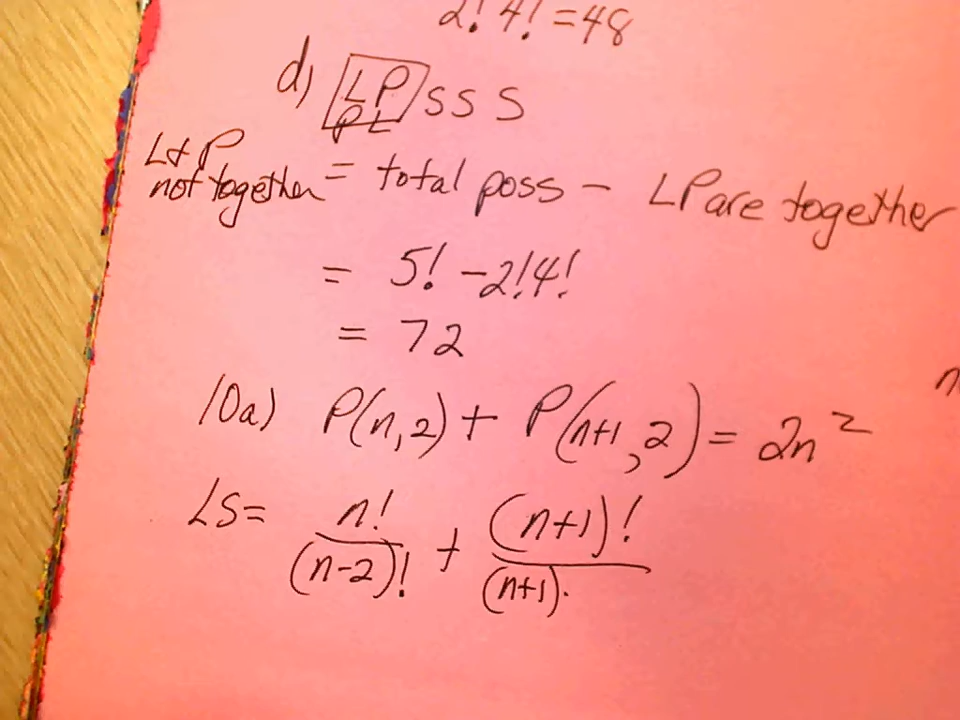 2! 4! = 48
d) LP SSS
PL
L+P
not together = total poss - LP are together
= 5! - 2!4!
= 72
10a) P(n,2) + P(n+1,2) = 2n²
LS = n!/(n-2)! + (n+1)!/(n+1).